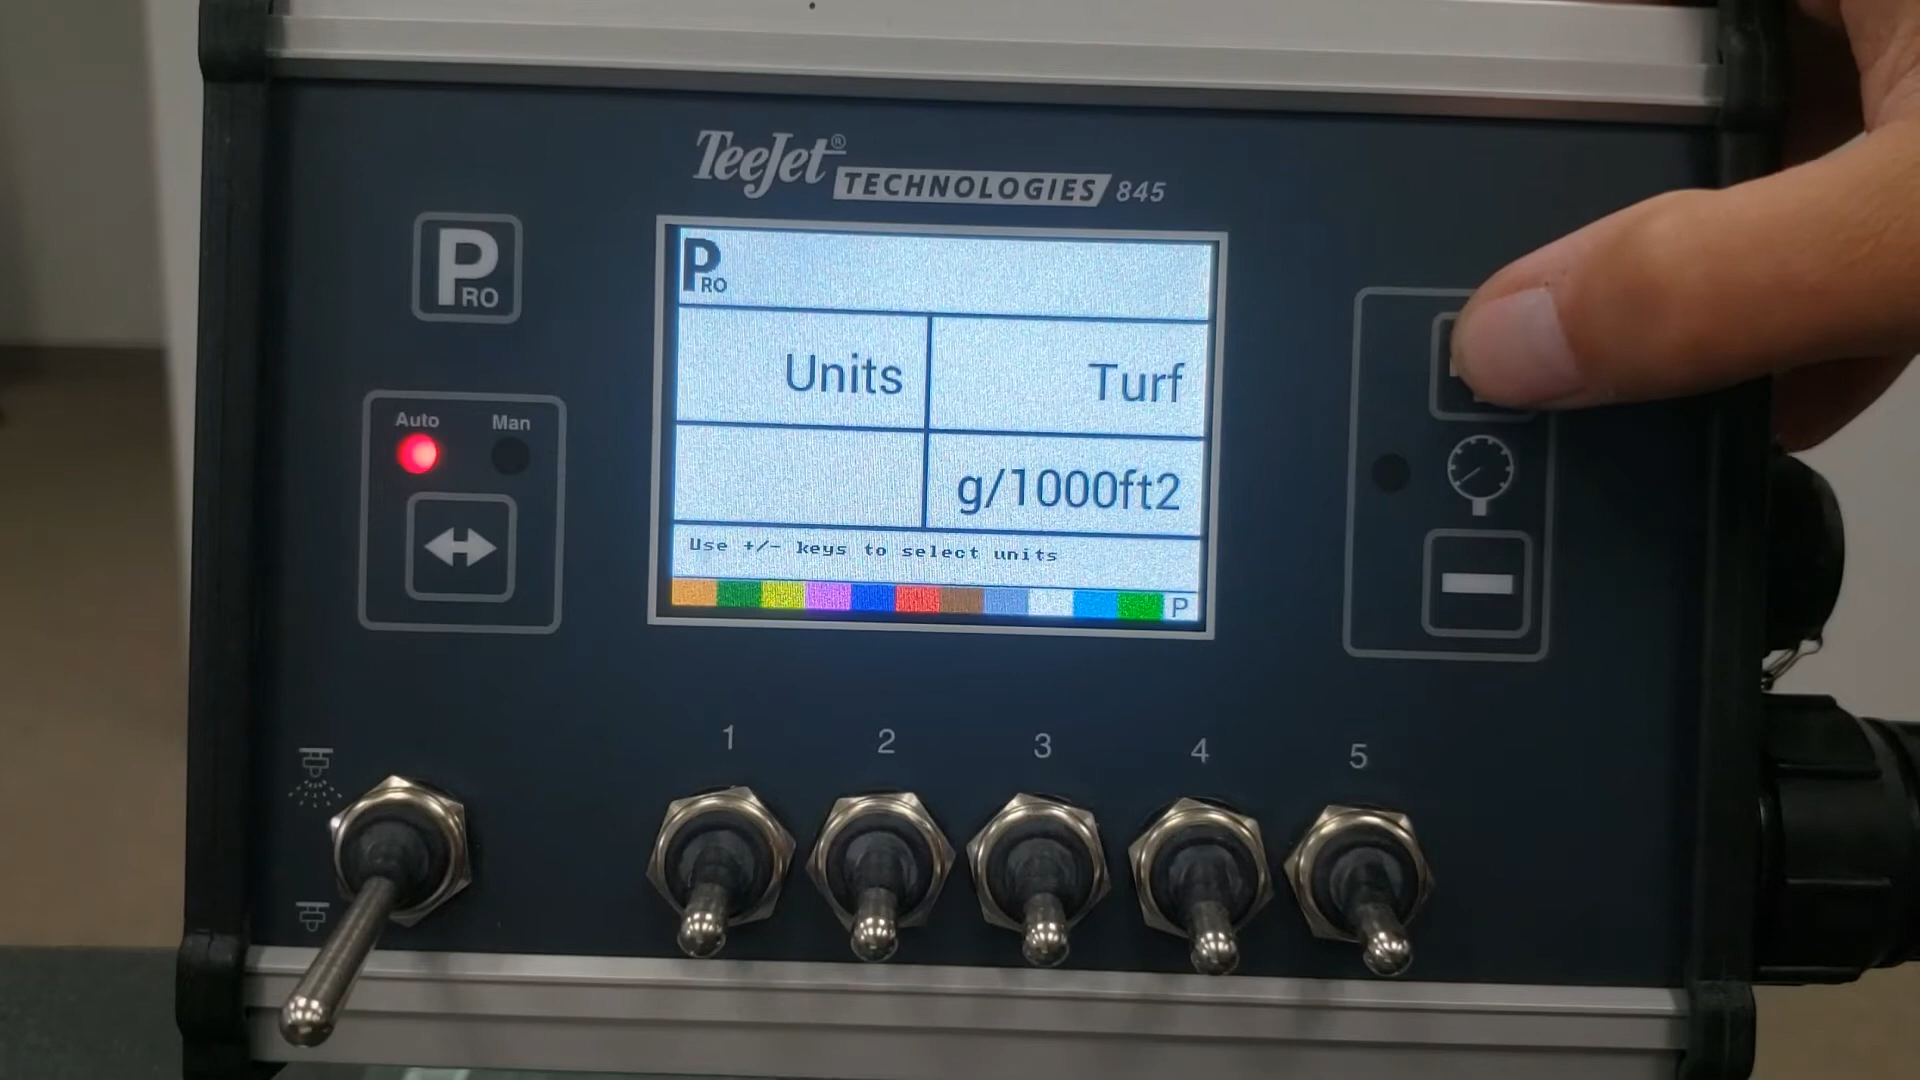 TeeJet® TECHNOLOGIES 845
PRO
PRO
Units
Turf
g/1000ft2
Use +/- keys to select units
P
Auto
Man
1
2
3
4
5